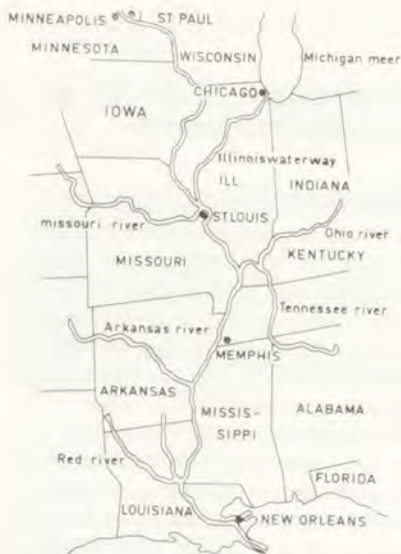 MINNEAPOLIS
ST PAUL
MINNESOTA
WISCONSIN
Michigan meer
CHICAGO
IOWA
Illinoiswaterway
ILL
INDIANA
missouri river
ST LOUIS
Ohio river
MISSOURI
KENTUCKY
Tennessee river
Arkansas river
MEMPHIS
ARKANSAS
MISSIS-
SIPPI
ALABAMA
Red river
FLORIDA
LOUISIANA
NEW ORLEANS